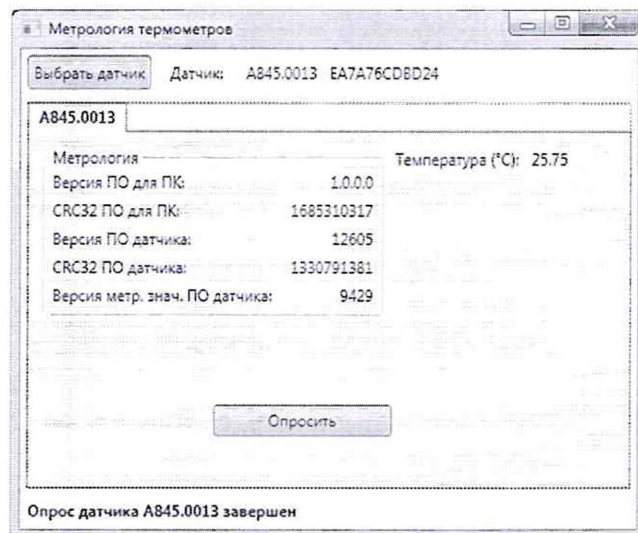 Метрология термометров
Выбрать датчик Датчик: A845.0013 EA7A76CDBD24
A845.0013
Метрология Температура (°C): 25.75
Версия ПО для ПК: 1.0.0.0
CRC32 ПО для ПК: 1685310317
Версия ПО датчика: 12605
CRC32 ПО датчика: 1330791381
Версия метр. знач. ПО датчика: 9429
Опросить
Опрос датчика A845.0013 завершен